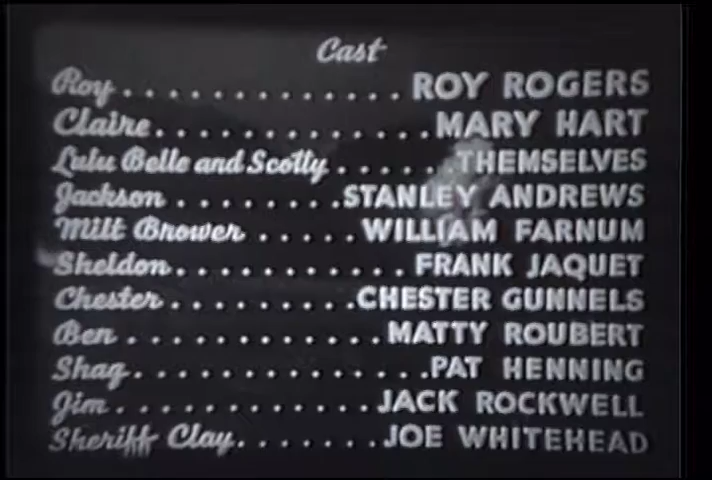 Cast
Roy.............. ROY ROGERS
Claire..............MARY HART
Lulu Belle and Scotty..... THEMSELVES
Jackson.........STANLEY ANDREWS
Milt Brower......WILLIAM FARNUM
Sheldon........... FRANK JAQUET
Chester.........CHESTER GUNNELS
Ben............. MATTY ROUBERT
Shag..............PAT HENNING
Jim.............JACK ROCKWELL
Sheriff Clay.......JOE WHITEHEAD